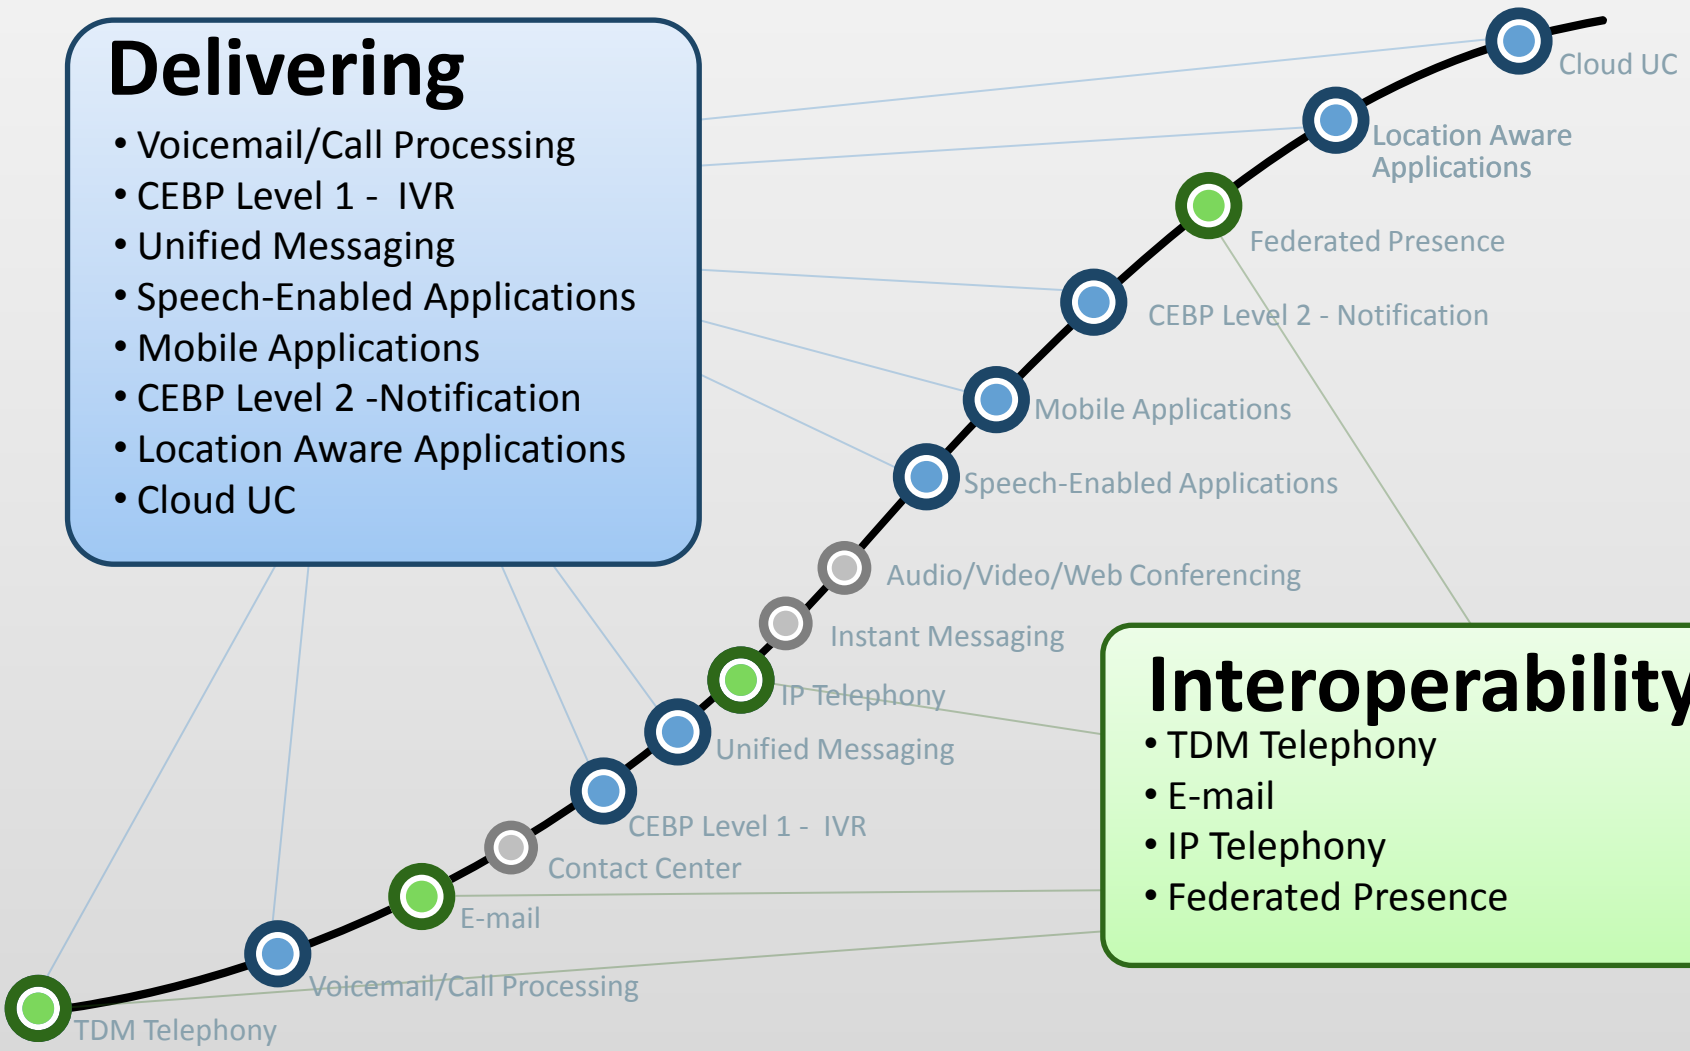 Delivering
• Voicemail/Call Processing
• CEBP Level 1 -  IVR
• Unified Messaging
• Speech-Enabled Applications
• Mobile Applications
• CEBP Level 2 -Notification
• Location Aware Applications
• Cloud UC
Cloud UC
Location Aware
Applications
Federated Presence
CEBP Level 2 - Notification
Mobile Applications
Speech-Enabled Applications
Audio/Video/Web Conferencing
Instant Messaging
IP Telephony
Unified Messaging
CEBP Level 1 -  IVR
Contact Center
E-mail
Voicemail/Call Processing
TDM Telephony
Interoperability
• TDM Telephony
• E-mail
• IP Telephony
• Federated Presence